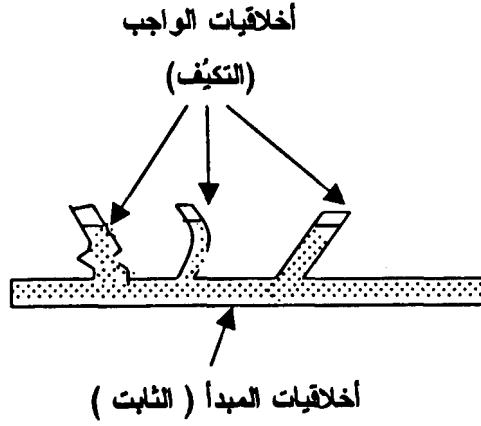 أخلاقيات الواجب
(التكيُف)
أخلاقيات المبدأ ( الثابت )